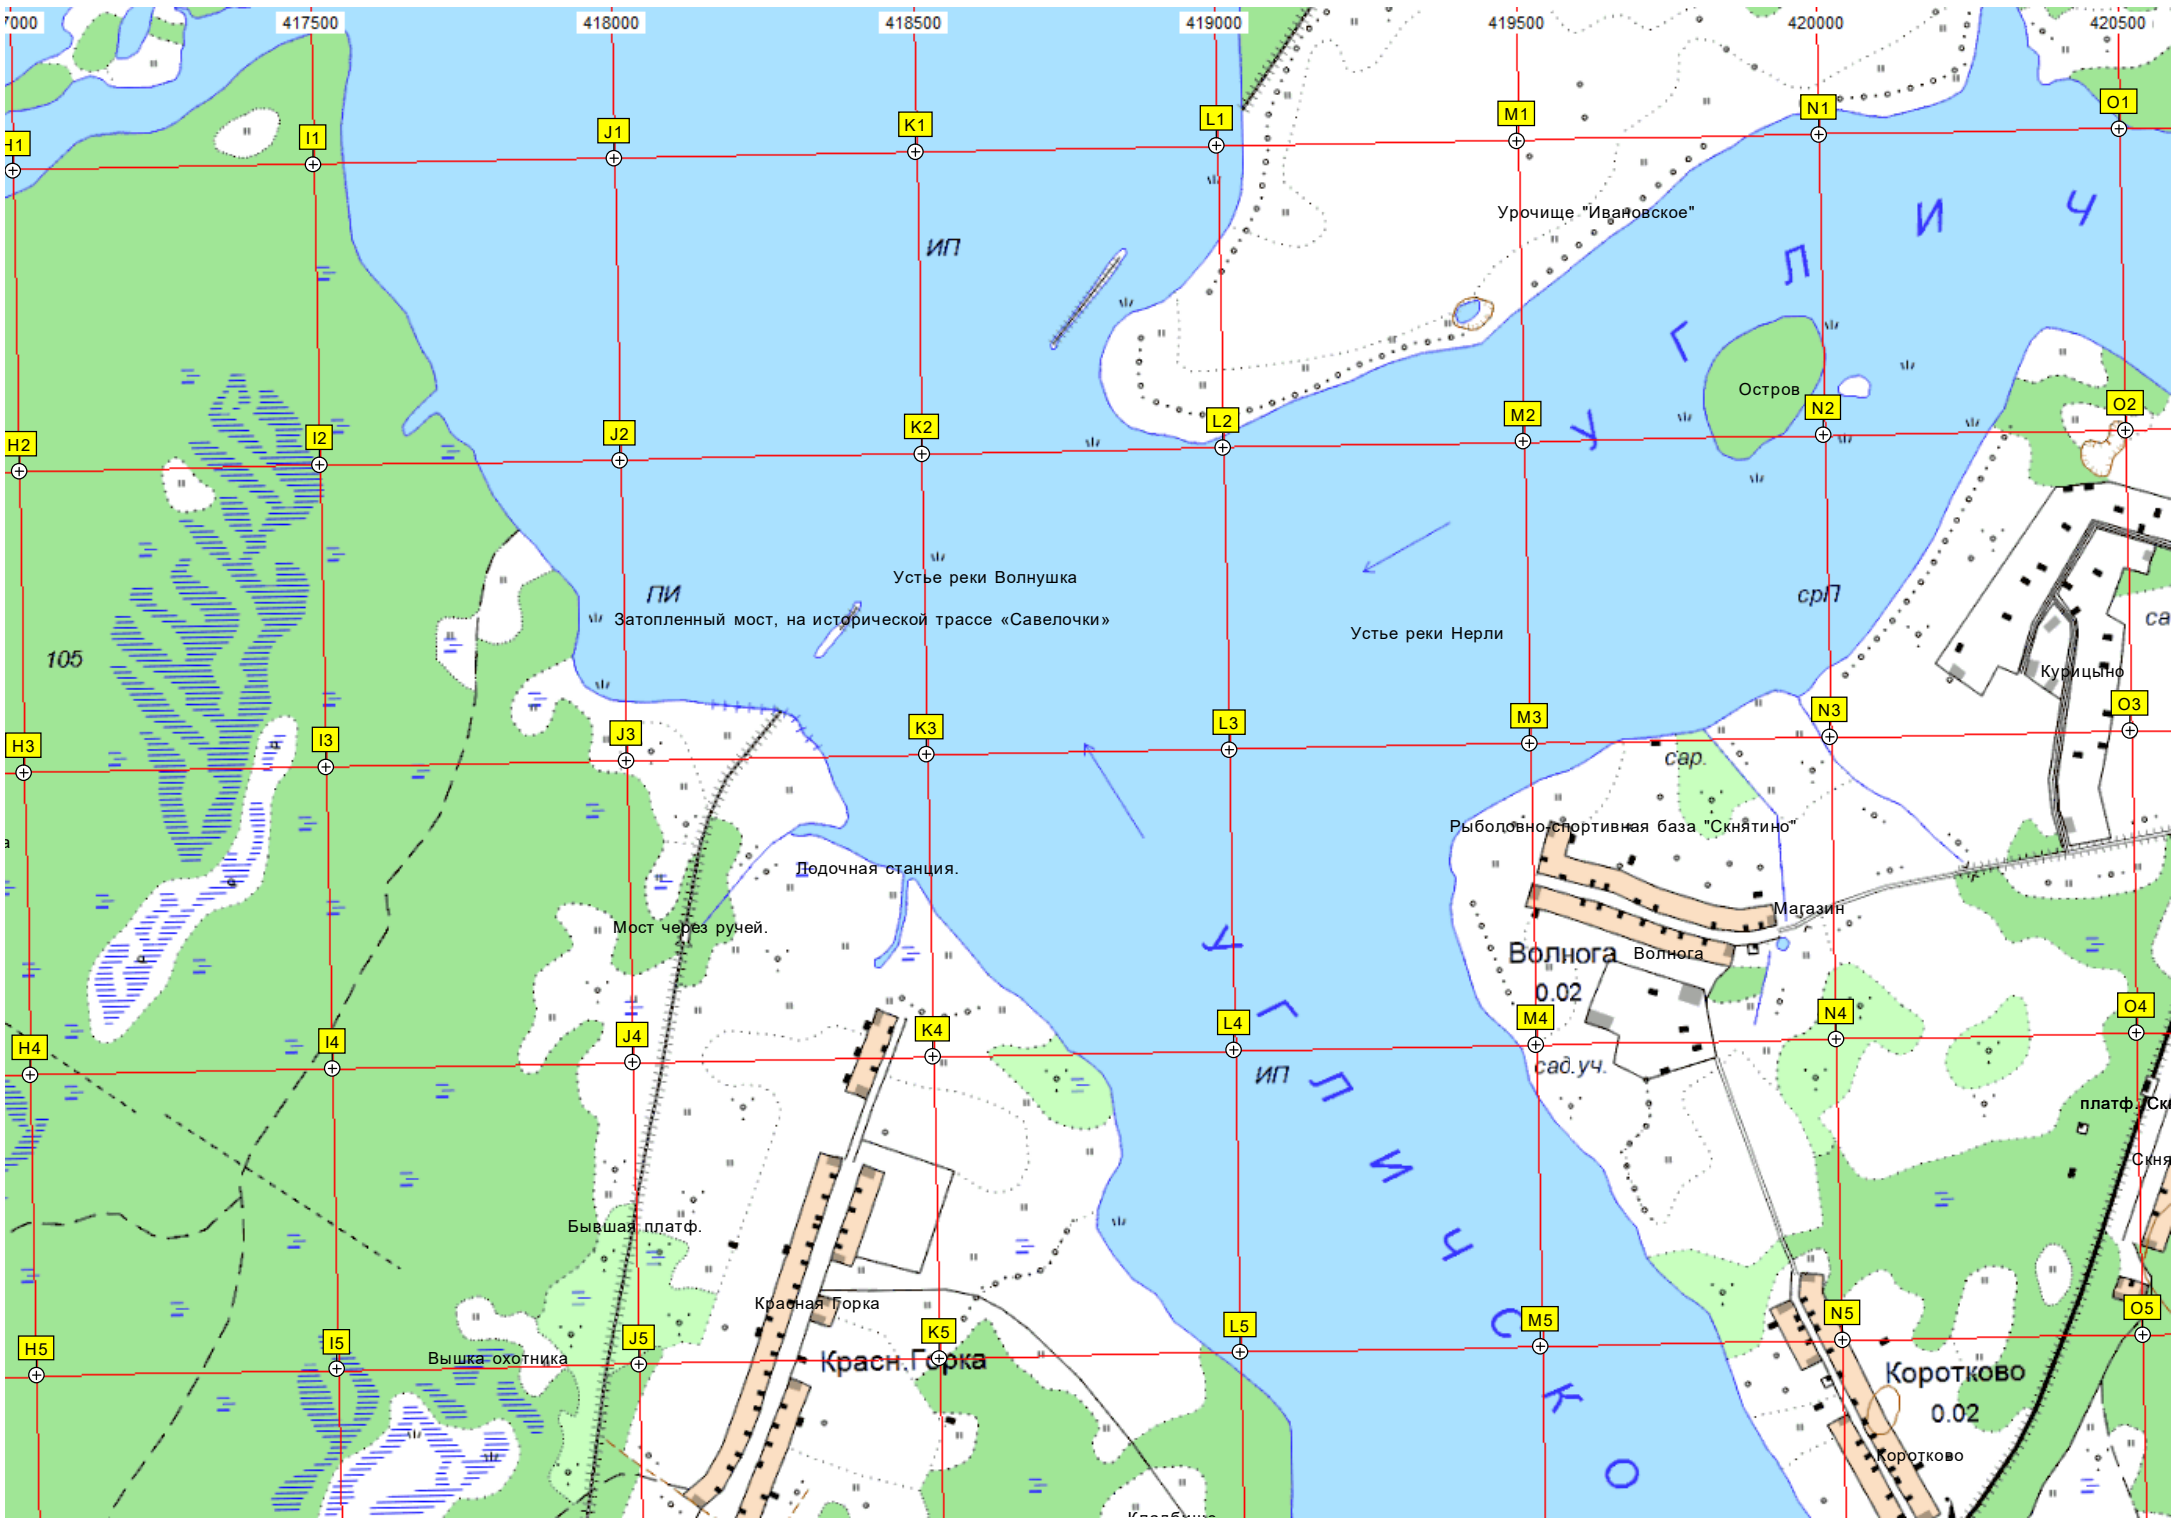 417500 418000 418500 419000 419500 420000 420500
H1 I1 J1 K1 L1 M1 N1 O1
Урочище "Ивановское"
ИП
Остров
H2 I2 J2 K2 L2 M2 N2 O2
У Г Л И Ч
Устье реки Волнушка
ПИ
срП
Затопленный мост, на исторической трассе «Савелочки»
Устье реки Нерли
105
Курицыно
H3 I3 J3 K3 L3 M3 N3 O3
сар.
Рыболовно-спортивная база "Скнятино"
Лодочная станция.
Магазин
Мост через ручей.
Волнога
Волнога
0.02
H4 I4 J4 K4 L4 M4 N4 O4
сад.уч.
ИП
платф.
Бывшая платф.
Красная Горка
H5 I5 J5 K5 L5 M5 N5 O5
Вышка охотника
Красн.Горка
Коротково
0.02
Коротково
У Г Л И Ч С К О